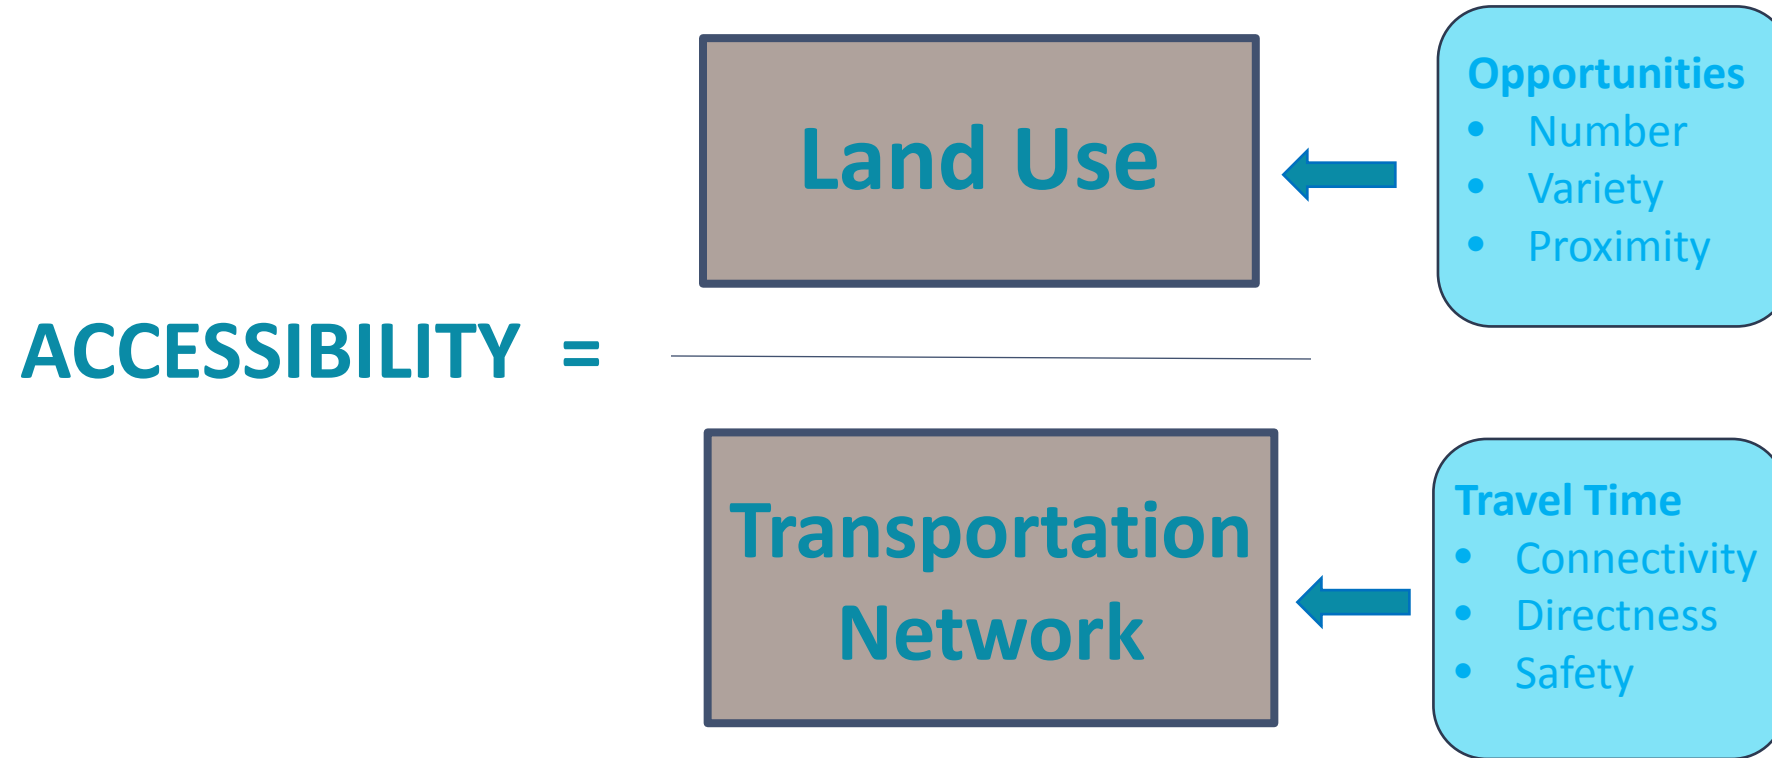 Land Use
Opportunities
• Number
• Variety
• Proximity
ACCESSIBILITY =
Transportation
Network
Travel Time
• Connectivity
• Directness
• Safety